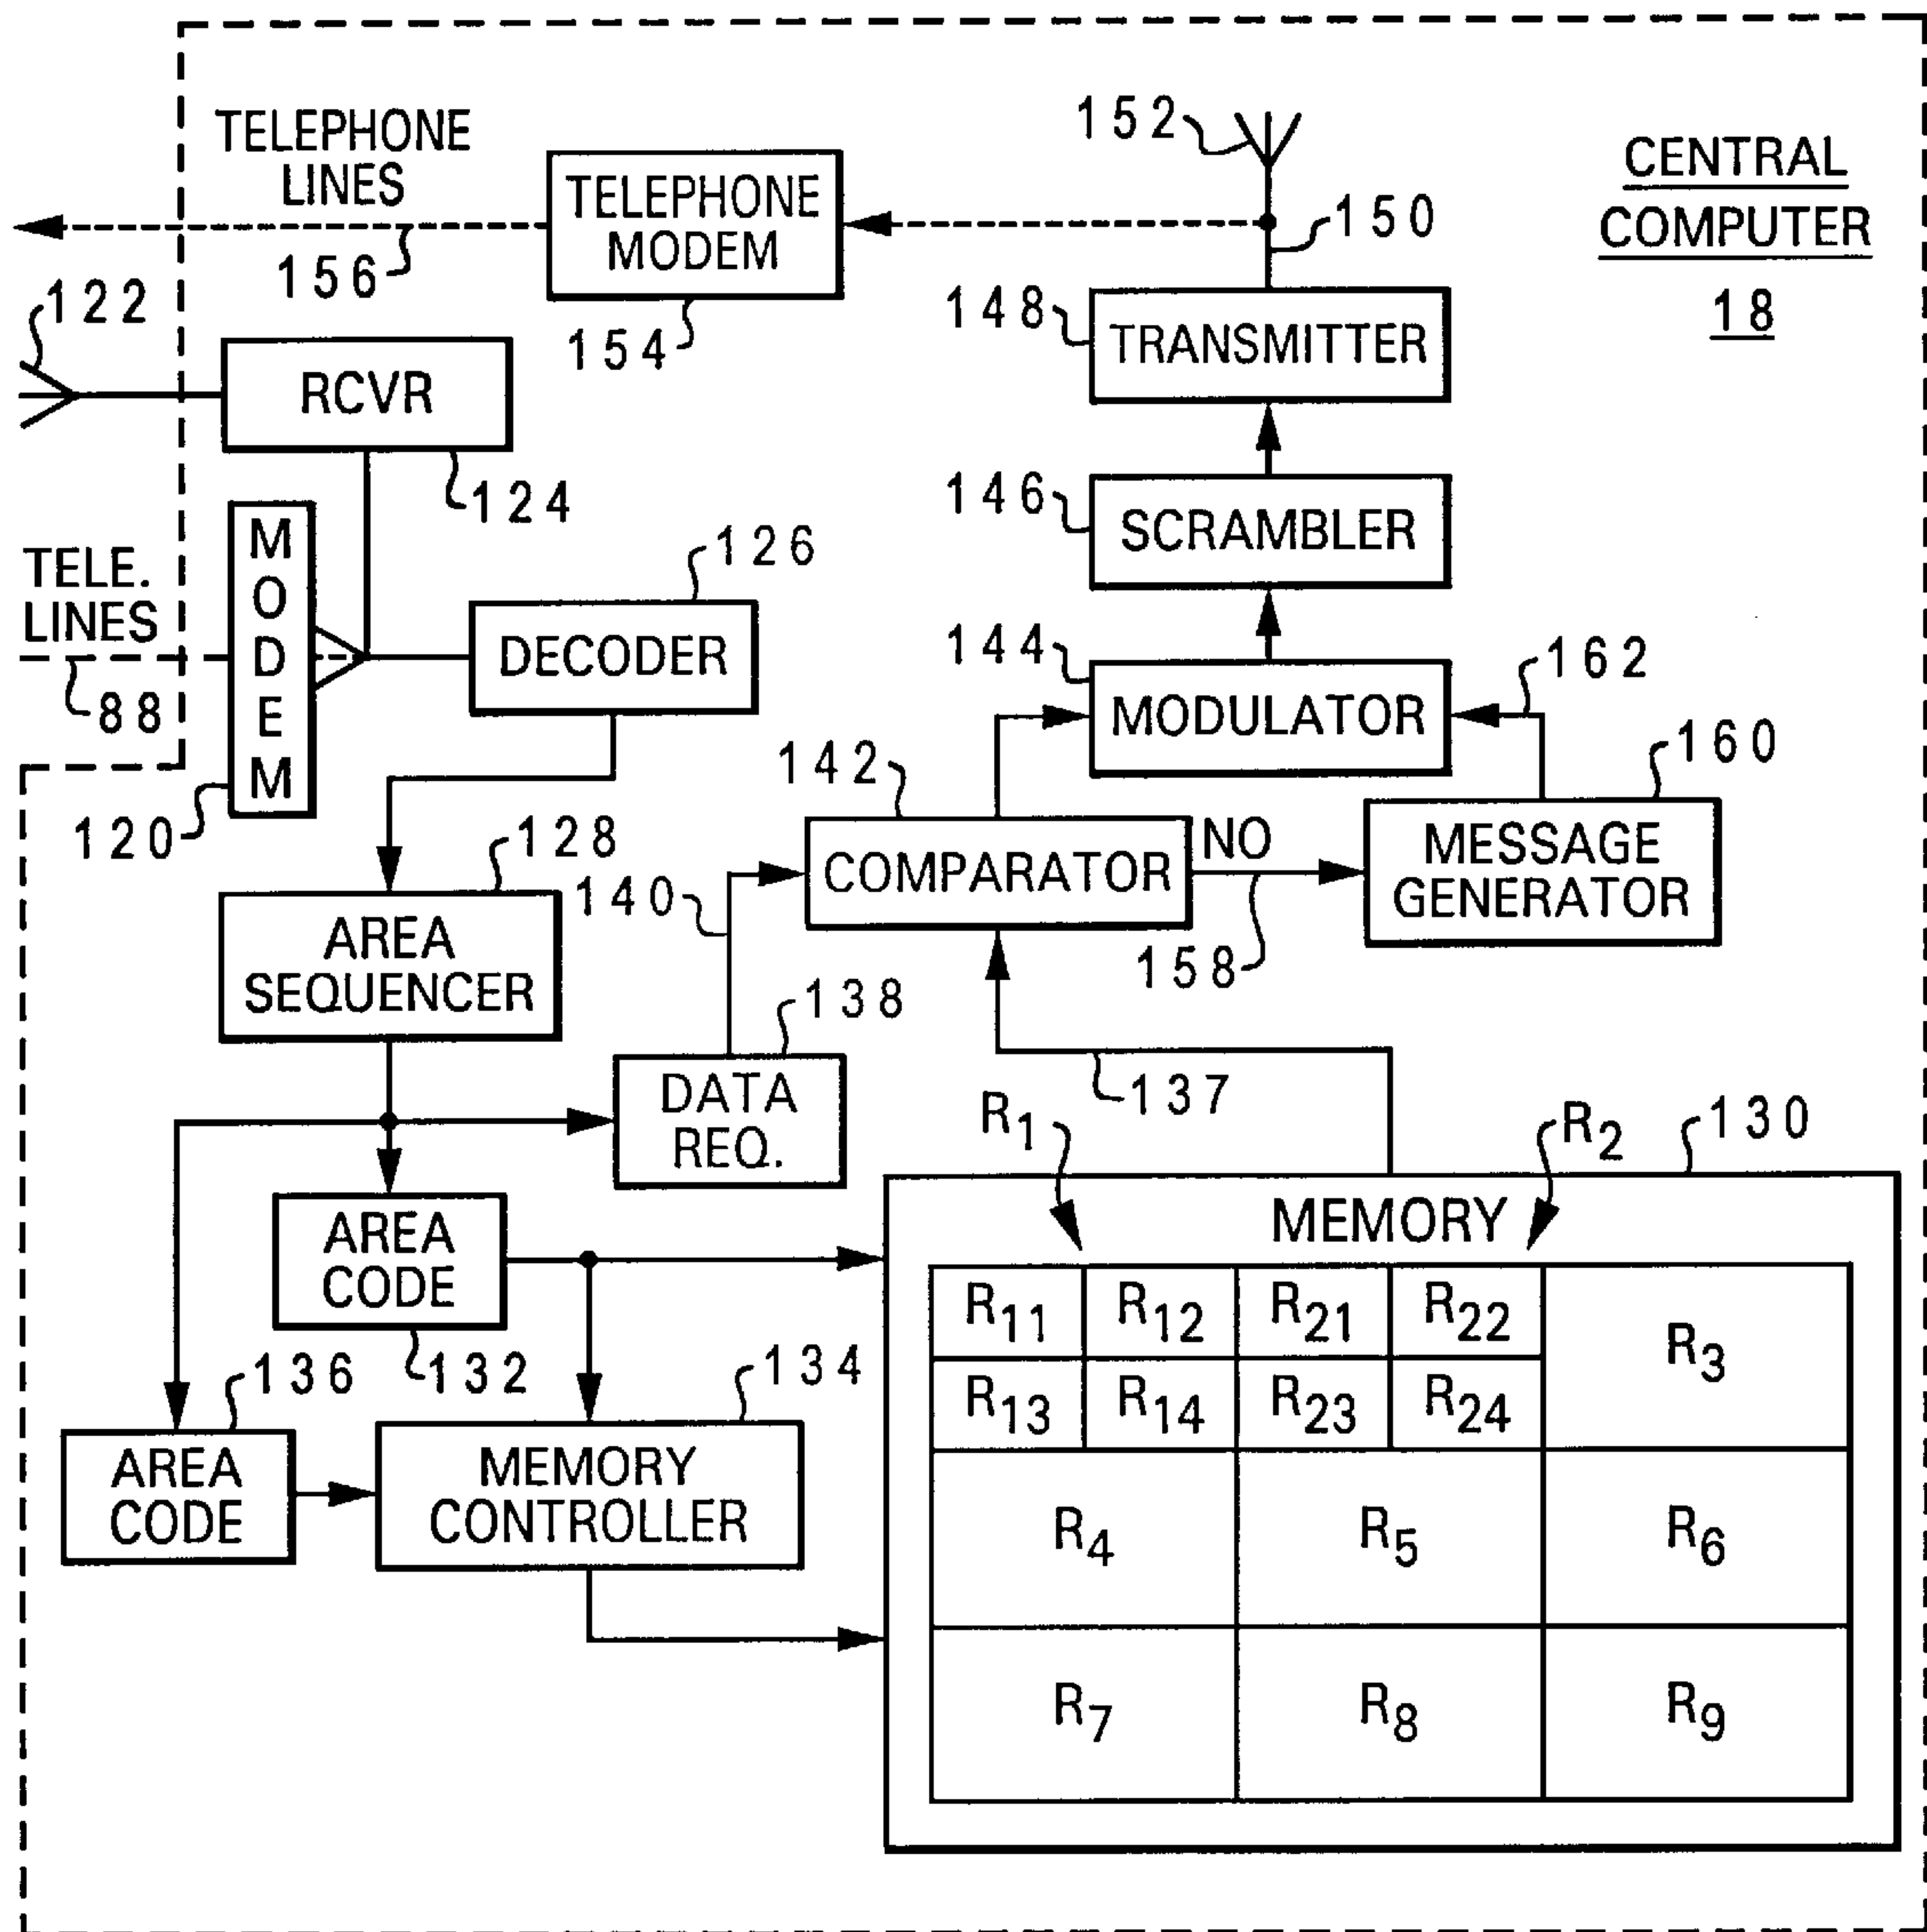 TELEPHONE
LINES
152
CENTRAL
COMPUTER
18
TELEPHONE
MODEM
150
156
154
122
148
TRANSMITTER
RCVR
124
146
SCRAMBLER
TELE.
LINES
88
MODEM
120
126
DECODER
144
MODULATOR
162
142
160
COMPARATOR
NO
MESSAGE
GENERATOR
158
128
140
AREA
SEQUENCER
138
DATA
REQ.
137
R1
R2
130
AREA
CODE
132
MEMORY
R11 R12 R21 R22 R3
R13 R14 R23 R24
136
134
AREA
CODE
MEMORY
CONTROLLER
R4 R5 R6
R7 R8 R9